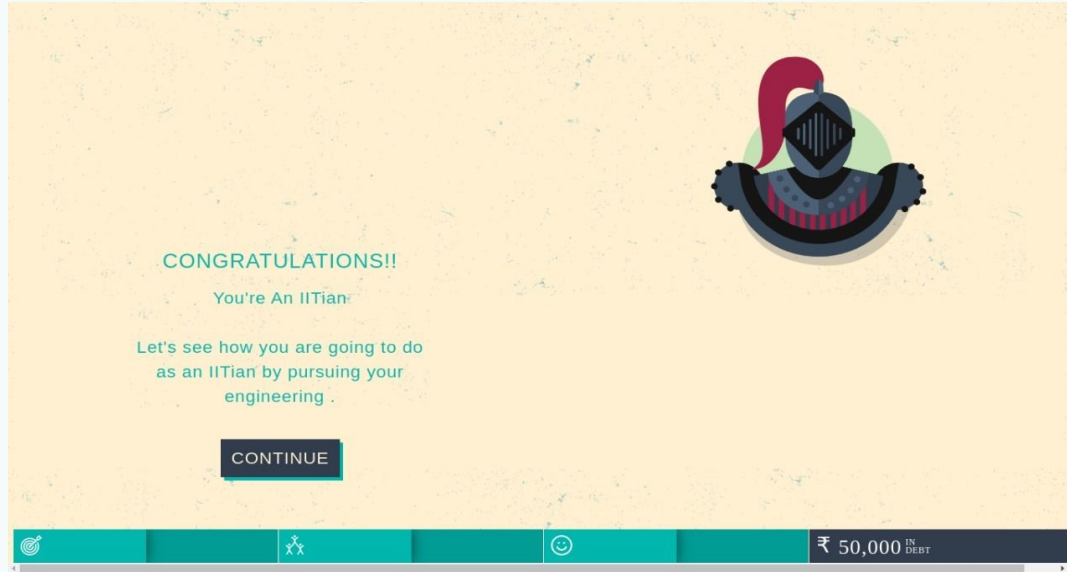 CONGRATULATIONS!!
You're An IITian
Let's see how you are going to do
as an IITian by pursuing your
engineering .
CONTINUE
₹ 50,000 IN DEBT